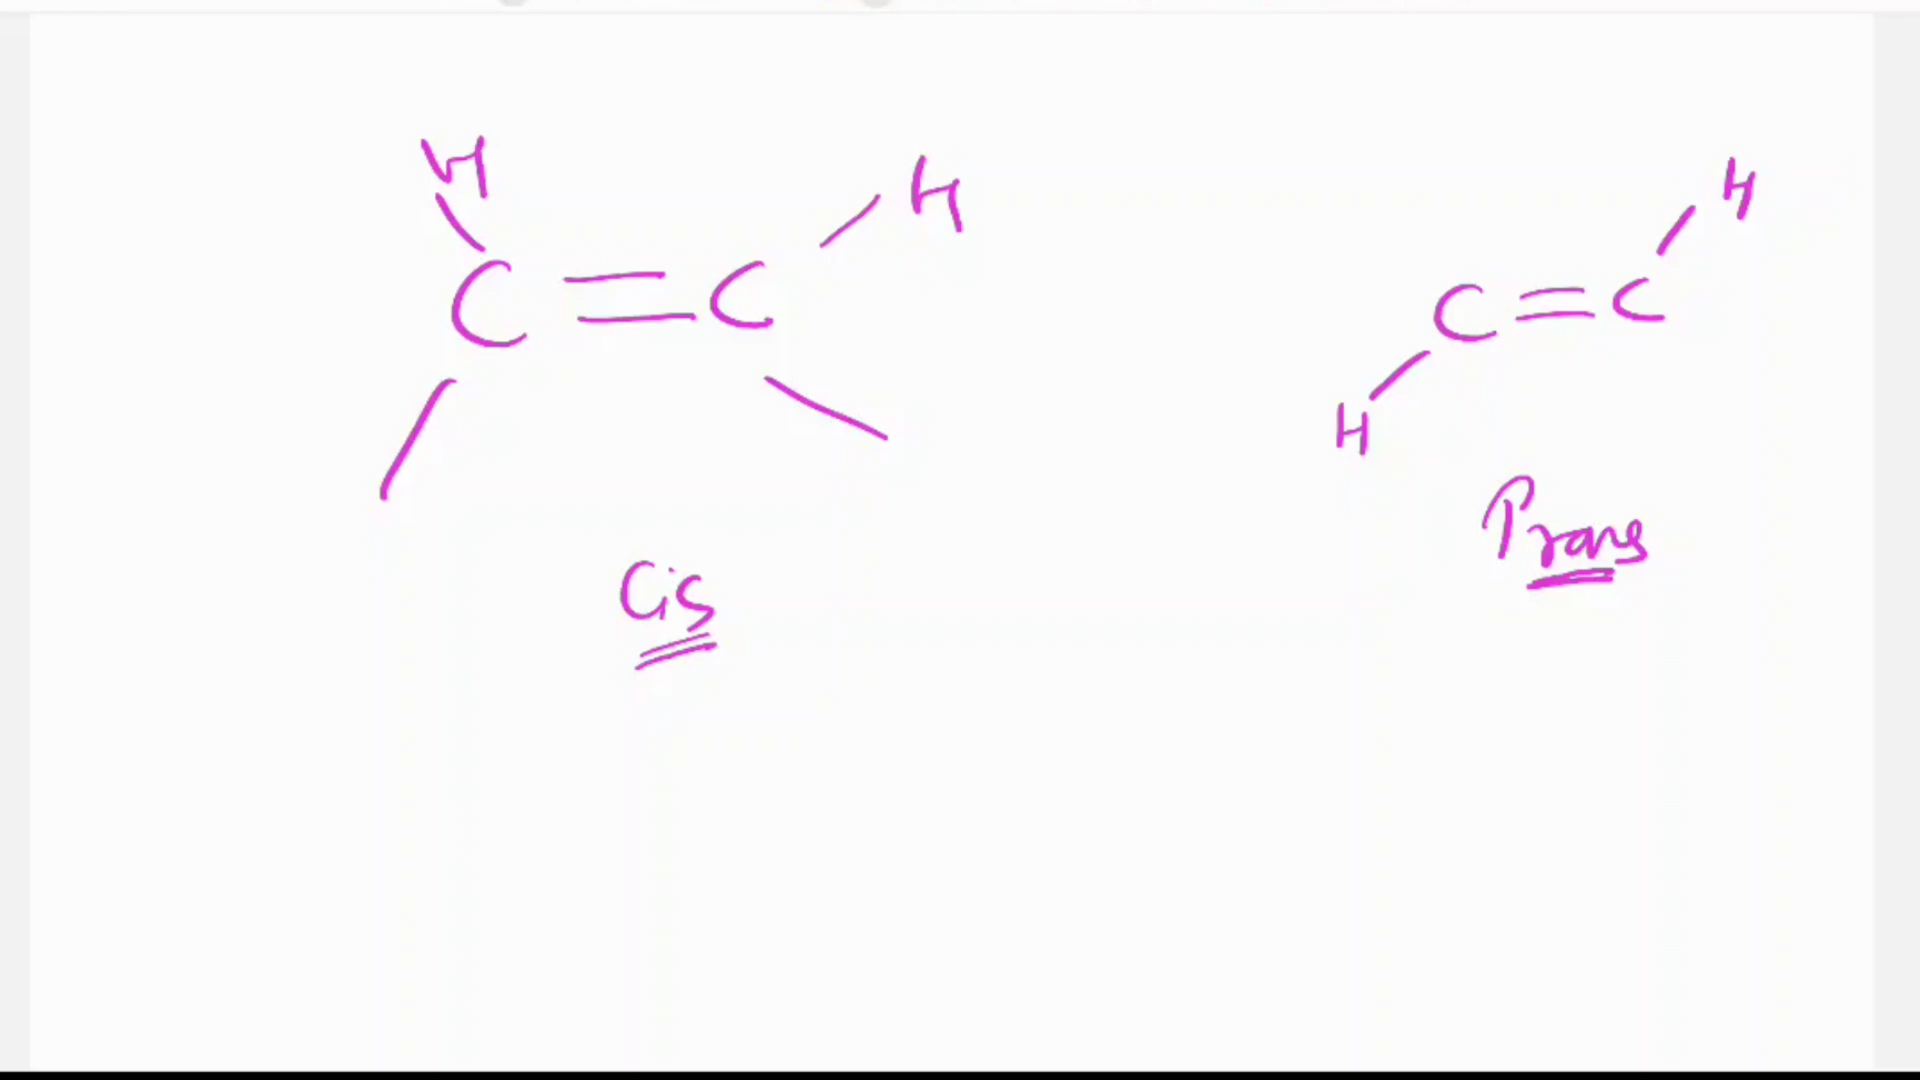 H H
C = C
Cis
H
C = C
H
Trans